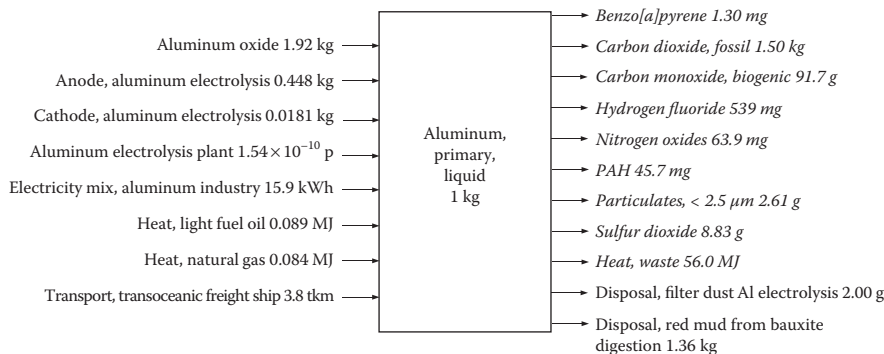 Aluminum oxide 1.92 kg
Anode, aluminum electrolysis 0.448 kg
Cathode, aluminum electrolysis 0.0181 kg
Aluminum electrolysis plant 1.54 × 10⁻¹⁰ p
Electricity mix, aluminum industry 15.9 kWh
Heat, light fuel oil 0.089 MJ
Heat, natural gas 0.084 MJ
Transport, transoceanic freight ship 3.8 tkm
Aluminum,
primary,
liquid
1 kg
Benzo[a]pyrene 1.30 mg
Carbon dioxide, fossil 1.50 kg
Carbon monoxide, biogenic 91.7 g
Hydrogen fluoride 539 mg
Nitrogen oxides 63.9 mg
PAH 45.7 mg
Particulates, < 2.5 μm 2.61 g
Sulfur dioxide 8.83 g
Heat, waste 56.0 MJ
Disposal, filter dust Al electrolysis 2.00 g
Disposal, red mud from bauxite
digestion 1.36 kg